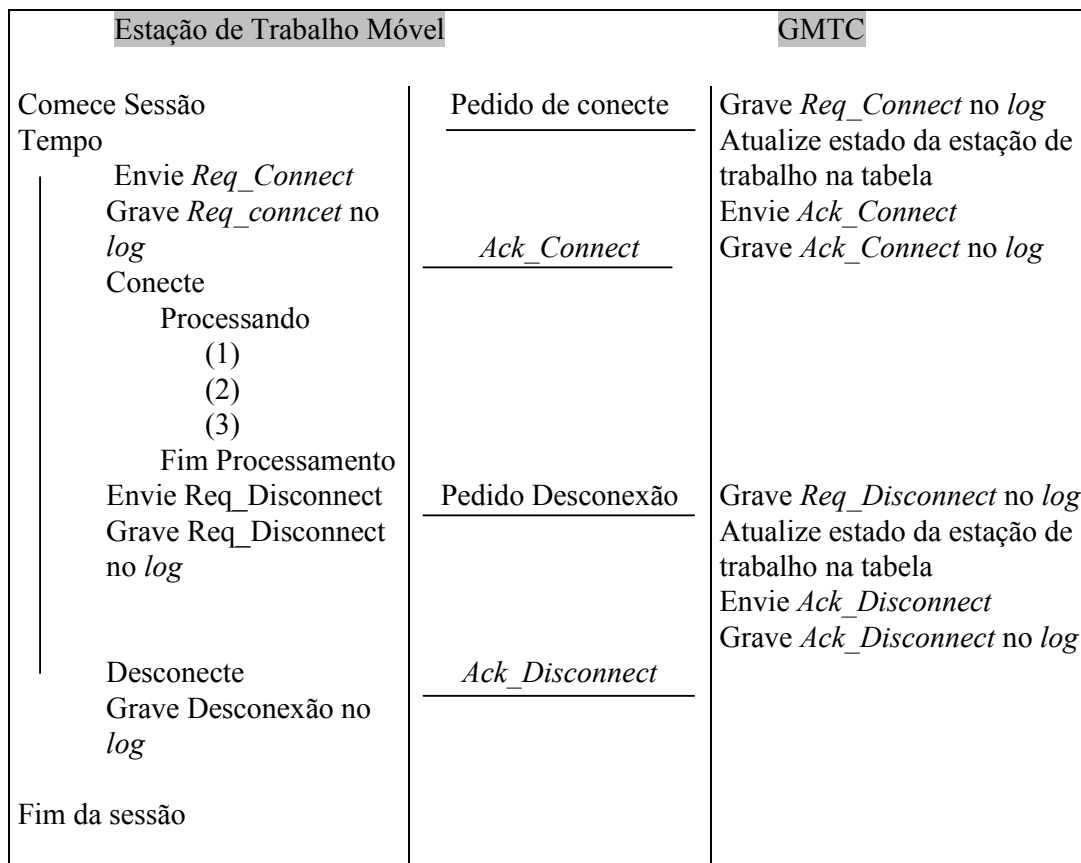 Estação de Trabalho Móvel GMTC
Comece Sessão Pedido de conecte Grave Req_Connect no log
Tempo Atualize estado da estação de
Envie Req_Connect trabalho na tabela
Grave Req_conncet no Envie Ack_Connect
log Ack_Connect Grave Ack_Connect no log
Conecte
Processando
(1)
(2)
(3)
Fim Processamento
Envie Req_Disconnect Pedido Desconexão Grave Req_Disconnect no log
Grave Req_Disconnect Atualize estado da estação de
no log trabalho na tabela
Envie Ack_Disconnect
Grave Ack_Disconnect no log
Desconecte Ack_Disconnect
Grave Desconexão no
log
Fim da sessão